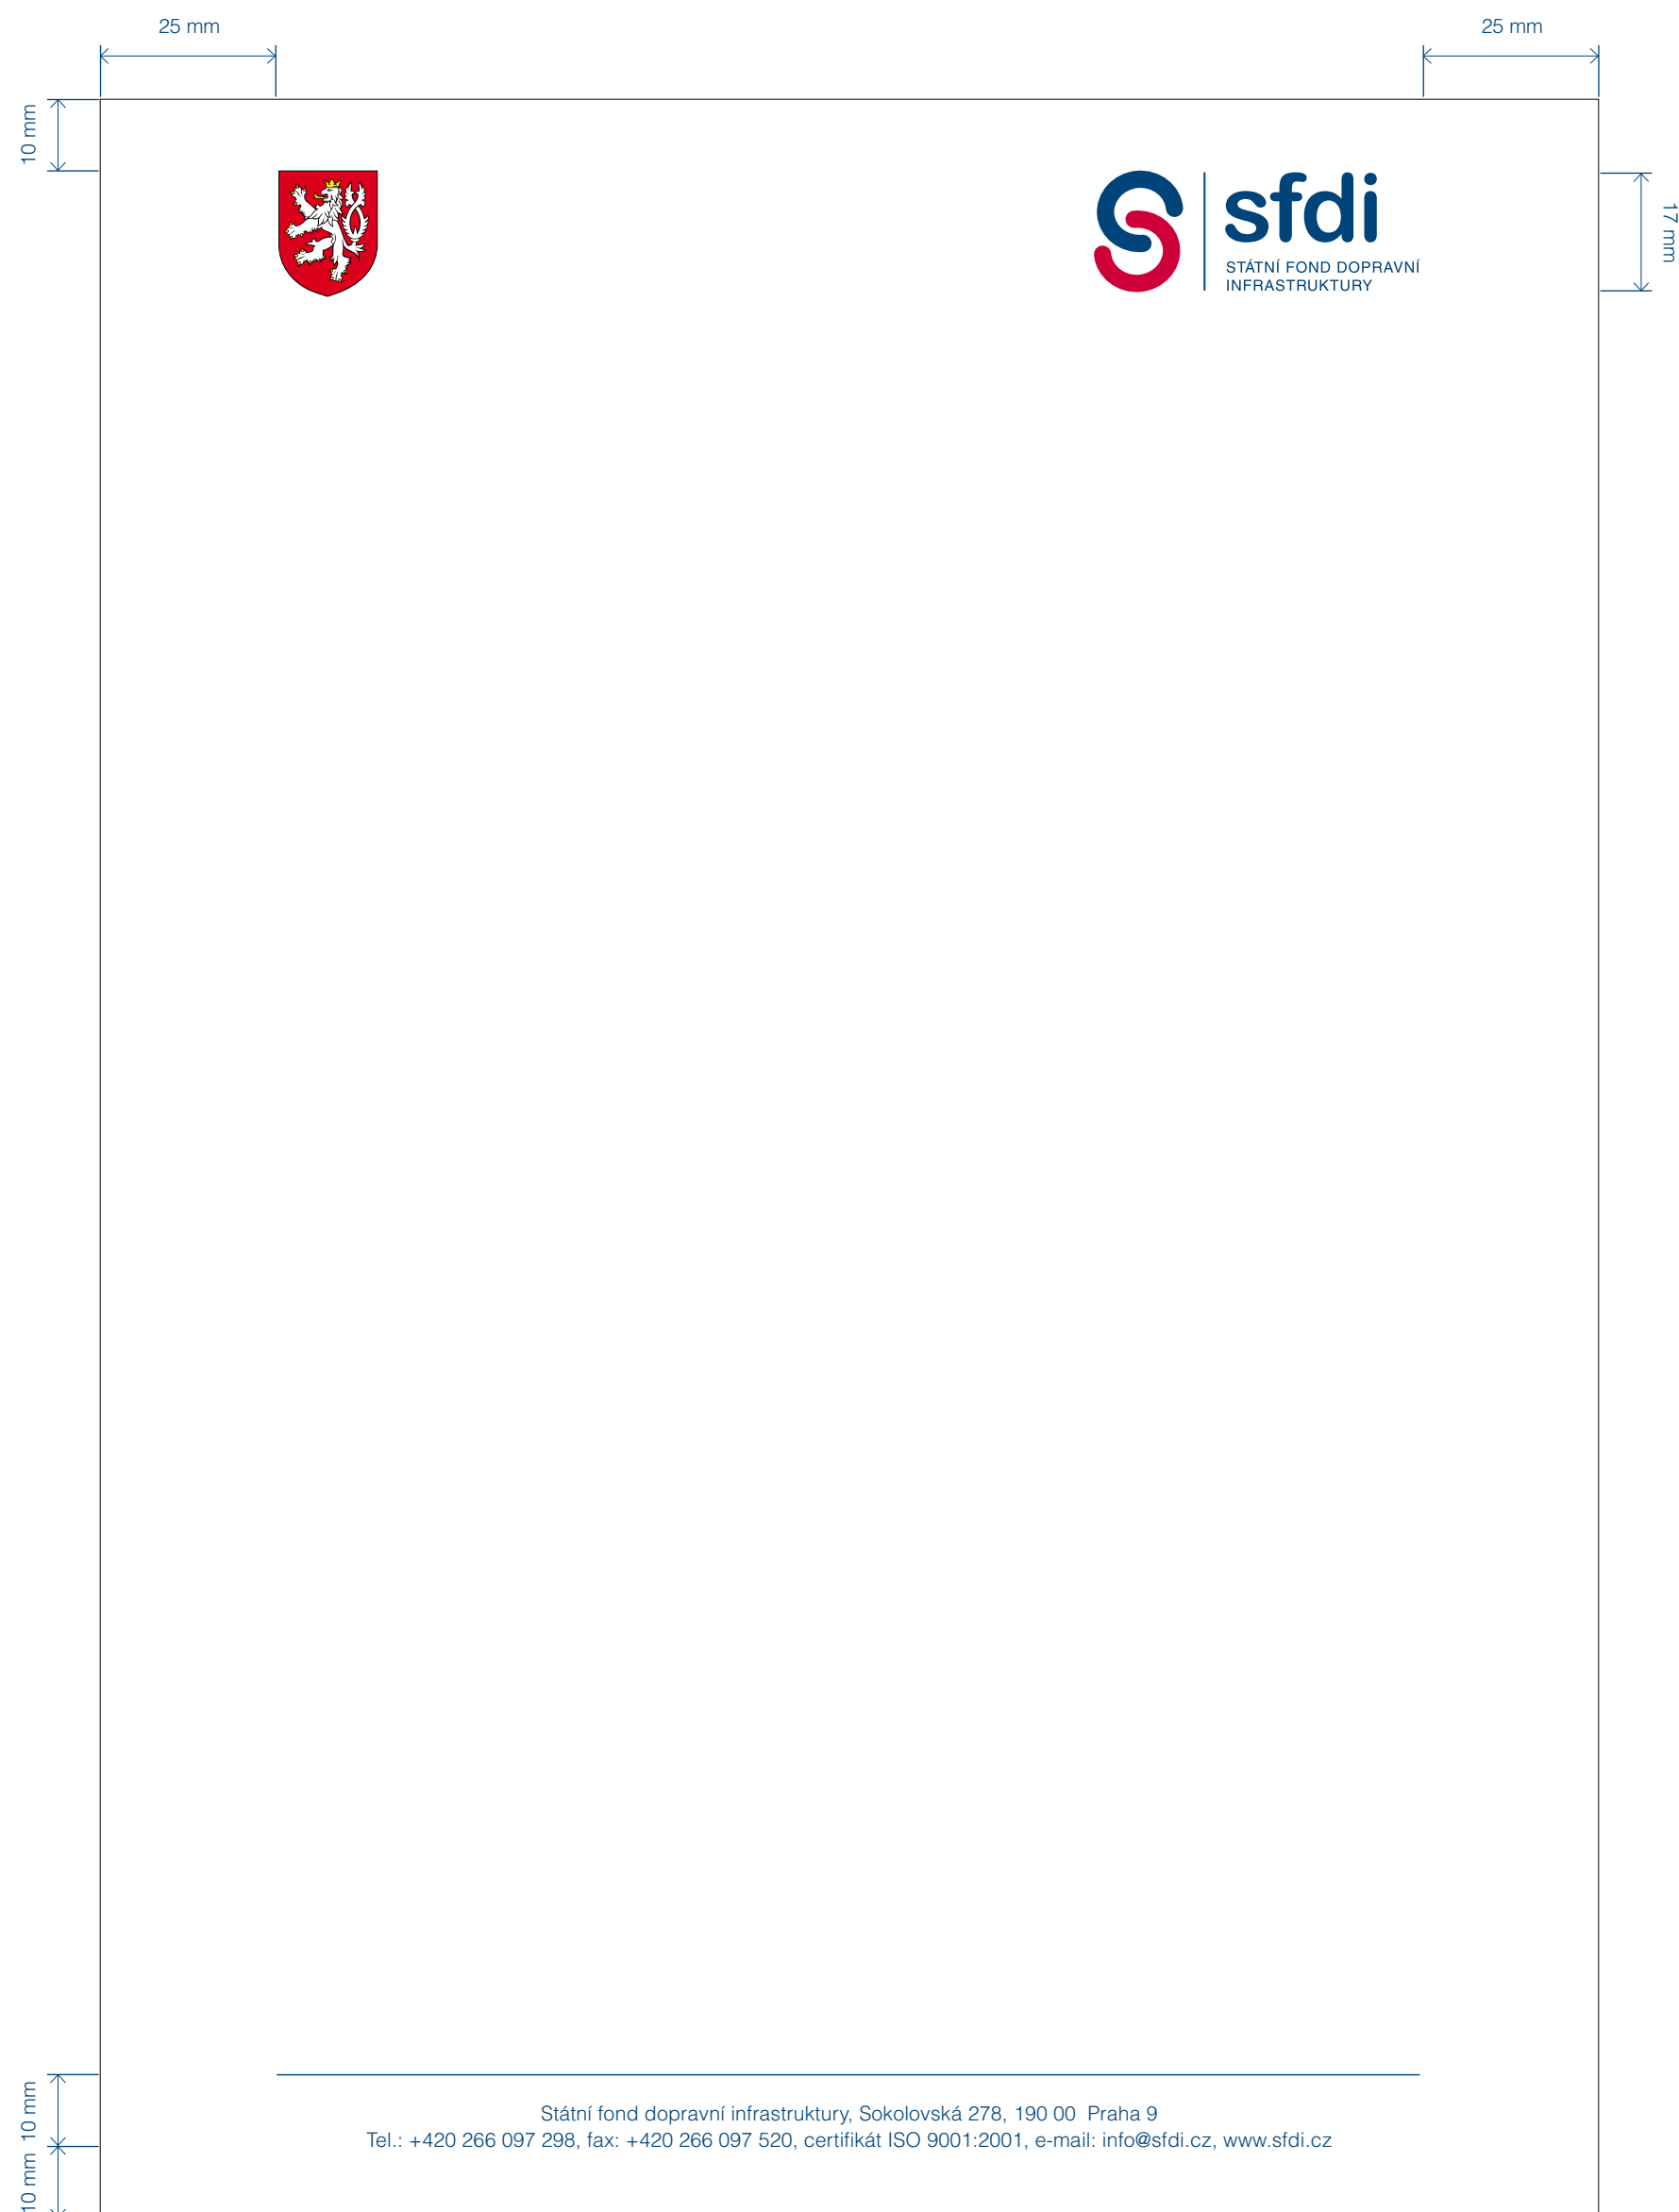 25 mm
25 mm
10 mm
17 mm
sfdi
STÁTNÍ FOND DOPRAVNÍ
INFRASTRUKTURY
10 mm
Státní fond dopravní infrastruktury, Sokolovská 278, 190 00  Praha 9
Tel.: +420 266 097 298, fax: +420 266 097 520, certifikát ISO 9001:2001, e-mail: info@sfdi.cz, www.sfdi.cz
10 mm